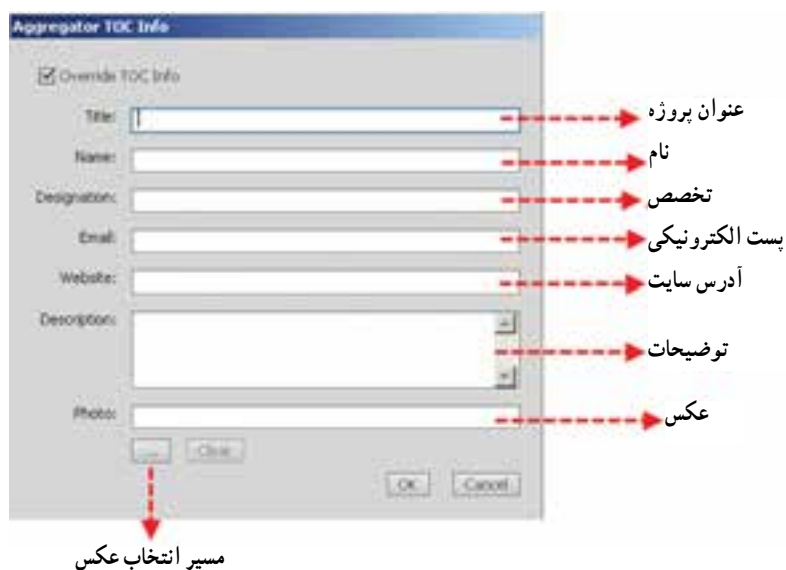 Aggregator TOC Info
Override TOC Info
Title: عنوان پروژه
Name: نام
Designation: تخصص
Email: پست الکترونیکی
Website: آدرس سایت
Description: توضیحات
Photo: عکس
... Clear
OK Cancel
مسیر انتخاب عکس